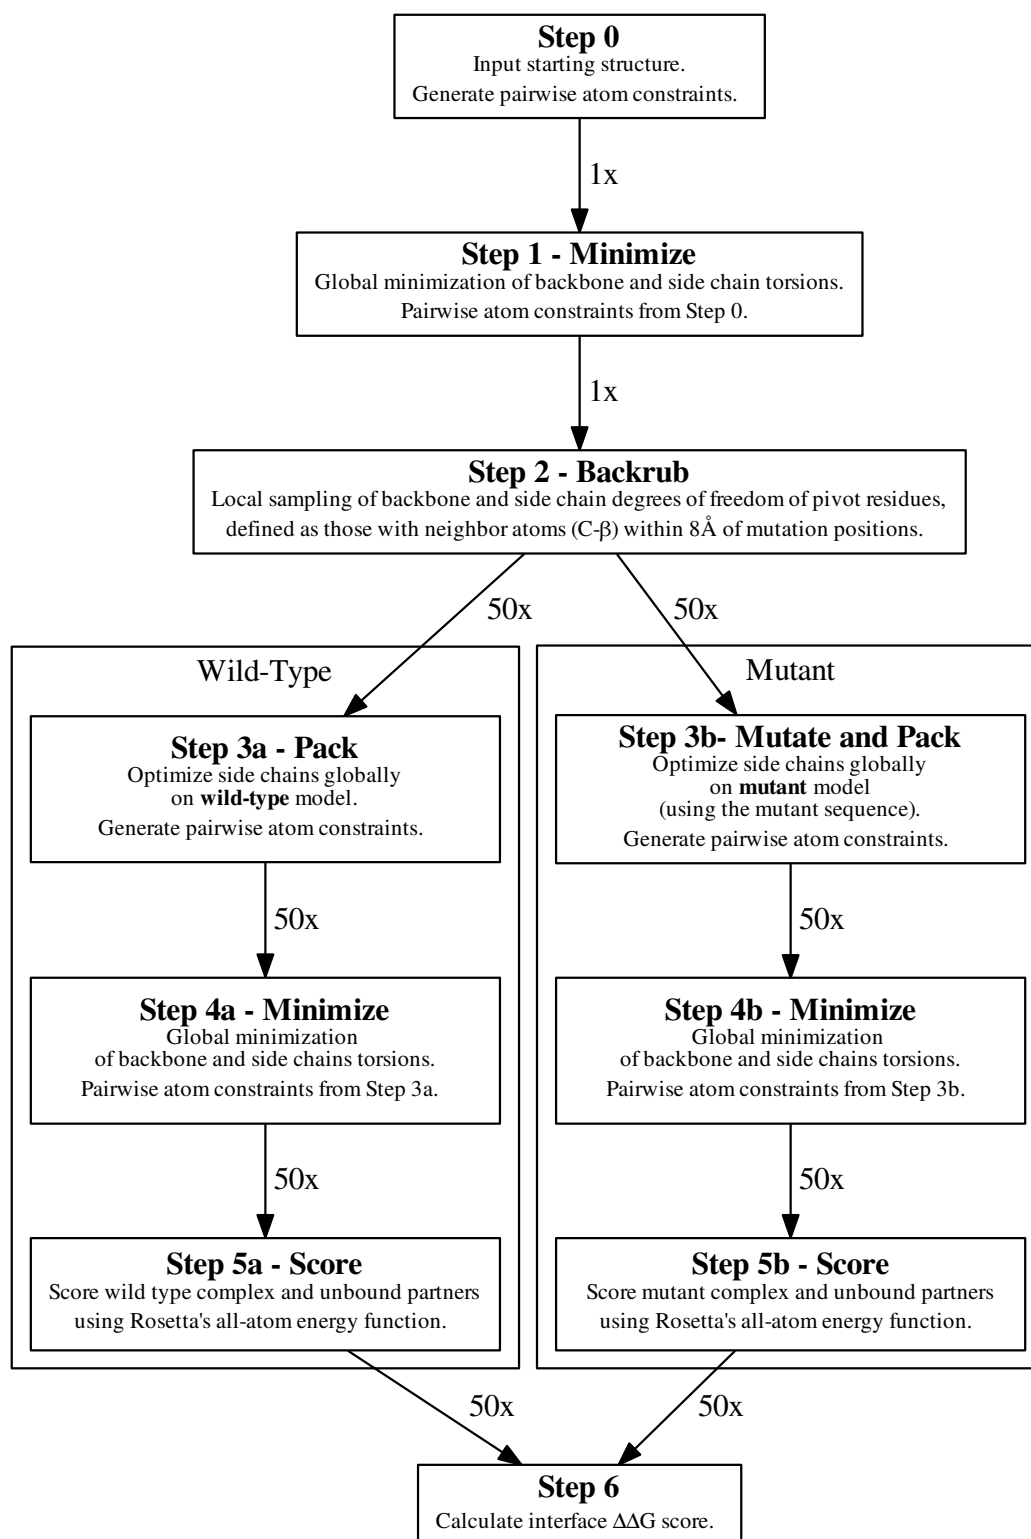 Step 0
Input starting structure.
Generate pairwise atom constraints.
1x
Step 1 - Minimize
Global minimization of backbone and side chain torsions.
Pairwise atom constraints from Step 0.
1x
Step 2 - Backrub
Local sampling of backbone and side chain degrees of freedom of pivot residues,
defined as those with neighbor atoms (C-β) within 8Å of mutation positions.
50x
50x
Wild-Type
Step 3a - Pack
Optimize side chains globally
on wild-type model.
Generate pairwise atom constraints.
50x
Step 4a - Minimize
Global minimization
of backbone and side chains torsions.
Pairwise atom constraints from Step 3a.
50x
Step 5a - Score
Score wild type complex and unbound partners
using Rosetta's all-atom energy function.
50x
Mutant
Step 3b- Mutate and Pack
Optimize side chains globally
on mutant model
(using the mutant sequence).
Generate pairwise atom constraints.
50x
Step 4b - Minimize
Global minimization
of backbone and side chains torsions.
Pairwise atom constraints from Step 3b.
50x
Step 5b - Score
Score mutant complex and unbound partners
using Rosetta's all-atom energy function.
50x
Step 6
Calculate interface ΔΔG score.